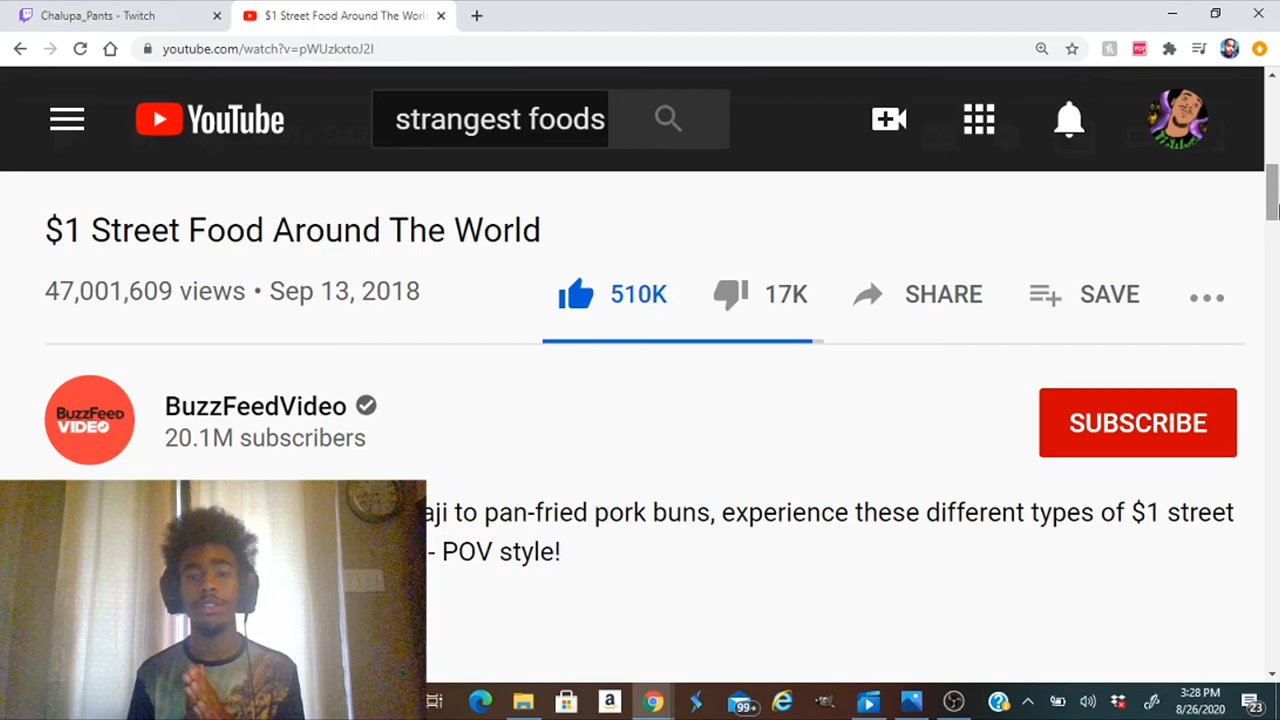 Chalupa_Pants - Twitch
$1 Street Food Around The Worl
youtube.com/watch?v=pWUzkxtoJ2I
YouTube
strangest foods
$1 Street Food Around The World
47,001,609 views • Sep 13, 2018
510K
17K
SHARE
SAVE
BuzzFeed
VIDEO
BuzzFeedVideo
20.1M subscribers
SUBSCRIBE
aji to pan-fried pork buns, experience these different types of $1 street
- POV style!
99+
3:28 PM
8/26/2020
23